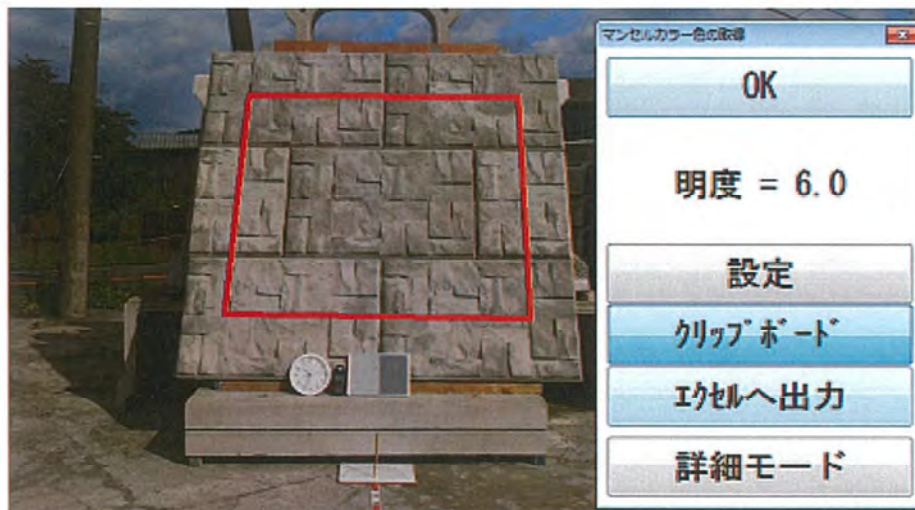 マンセルカラー色の取得
OK
明度 = 6.0
設定
クリップボード
エクセルへ出力
詳細モード